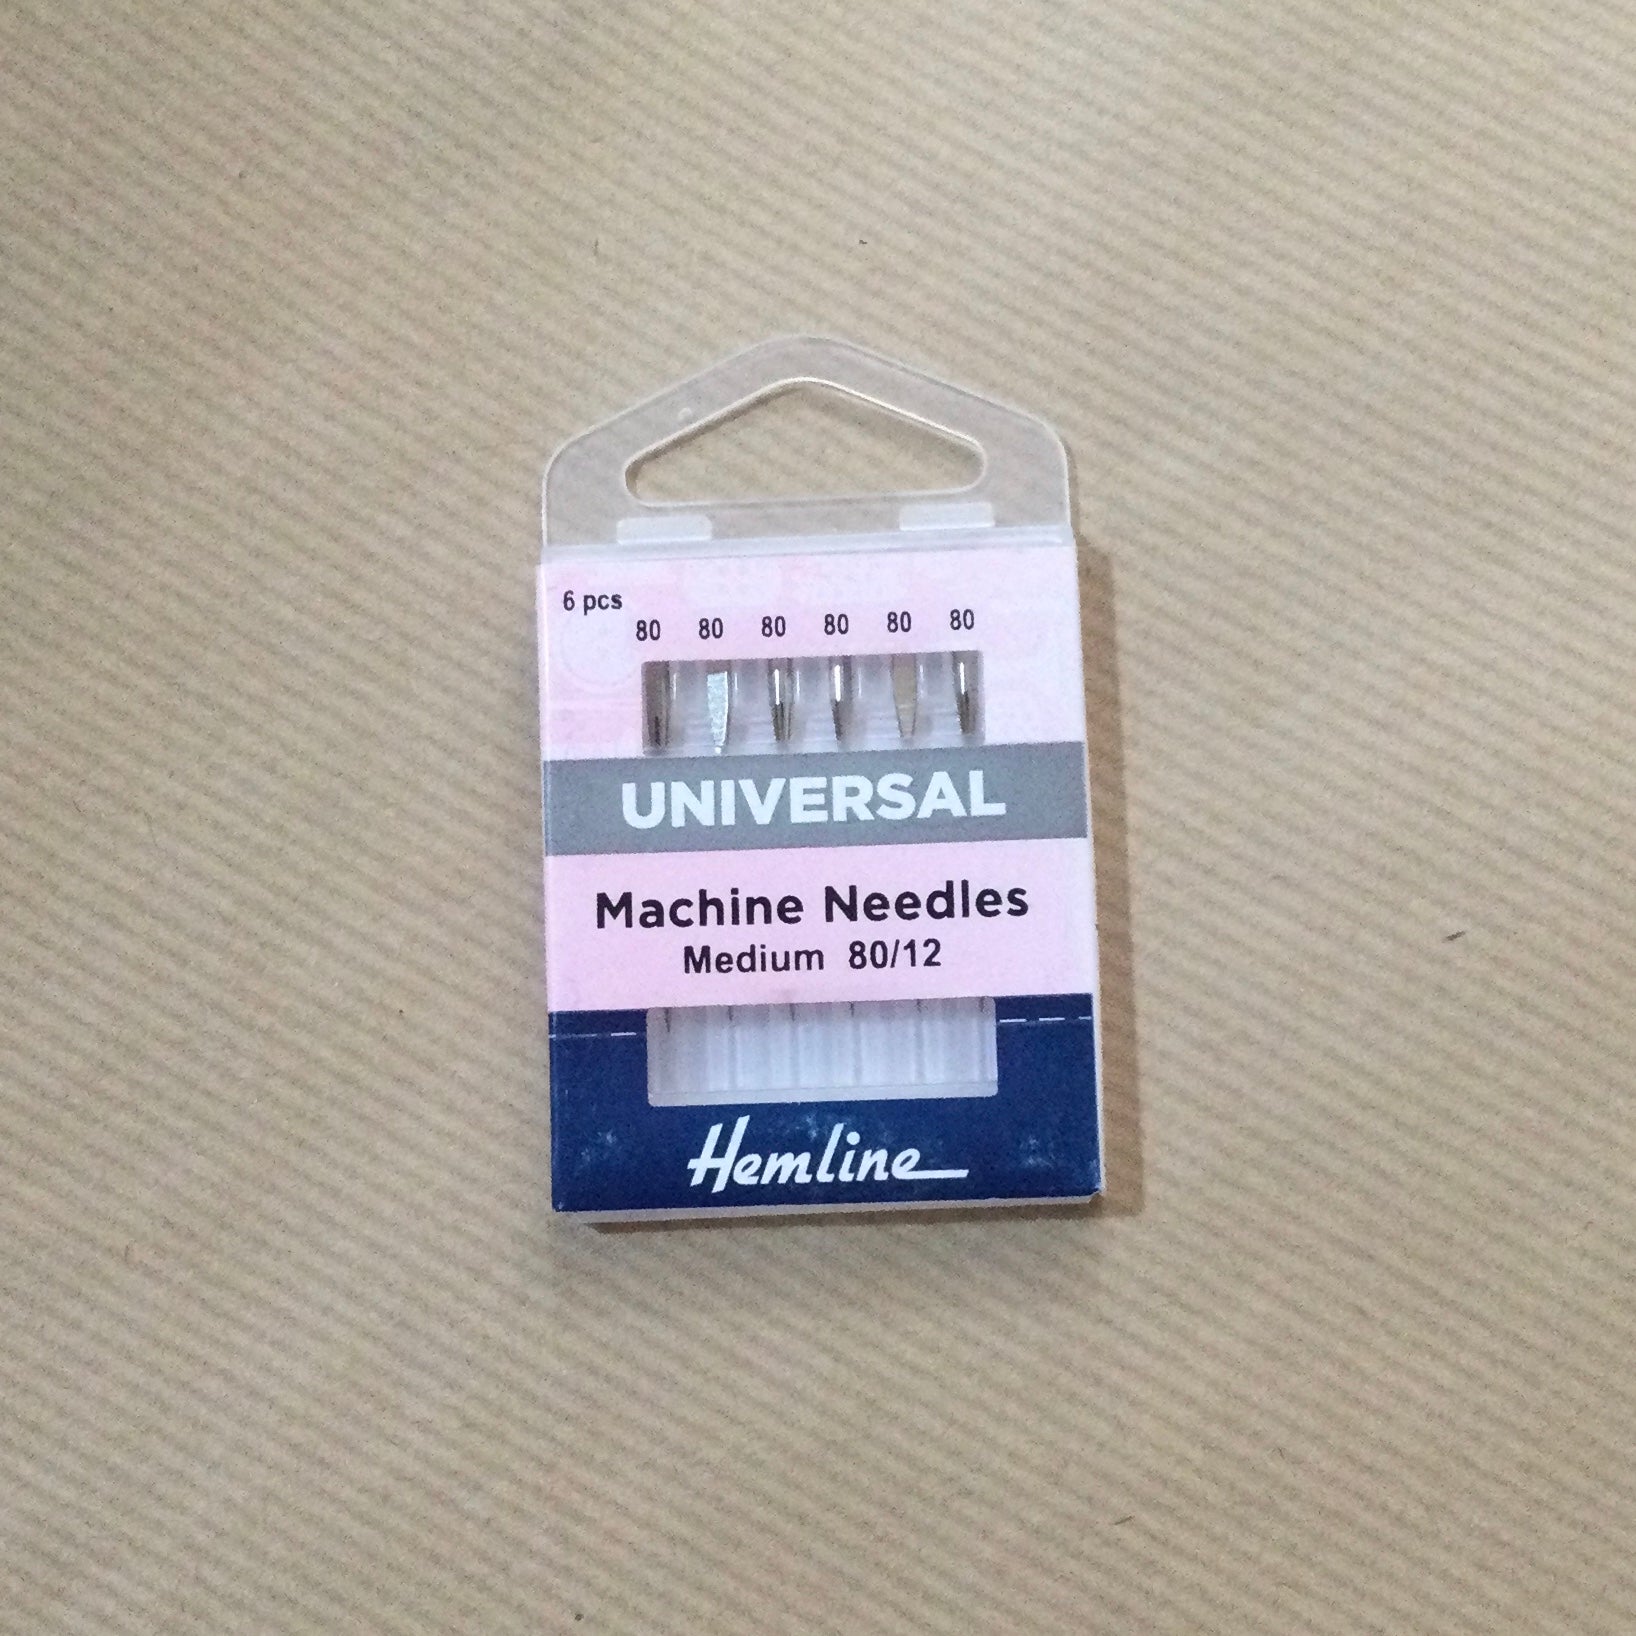 6 pcs
80 80 80 80 80 80
UNIVERSAL
Machine Needles
Medium 80/12
Hemline